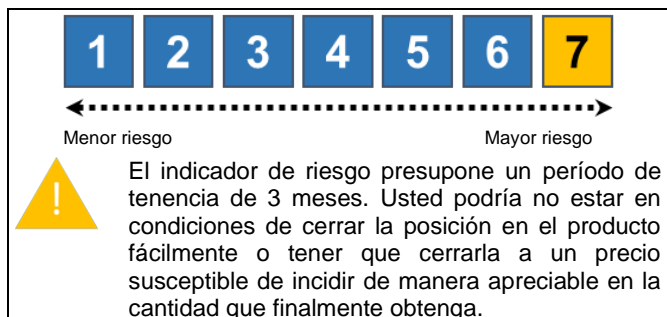 1 2 3 4 5 6 7
Menor riesgo Mayor riesgo
!
El indicador de riesgo presupone un período de
tenencia de 3 meses. Usted podría no estar en
condiciones de cerrar la posición en el producto
fácilmente o tener que cerrarla a un precio
susceptible de incidir de manera apreciable en la
cantidad que finalmente obtenga.